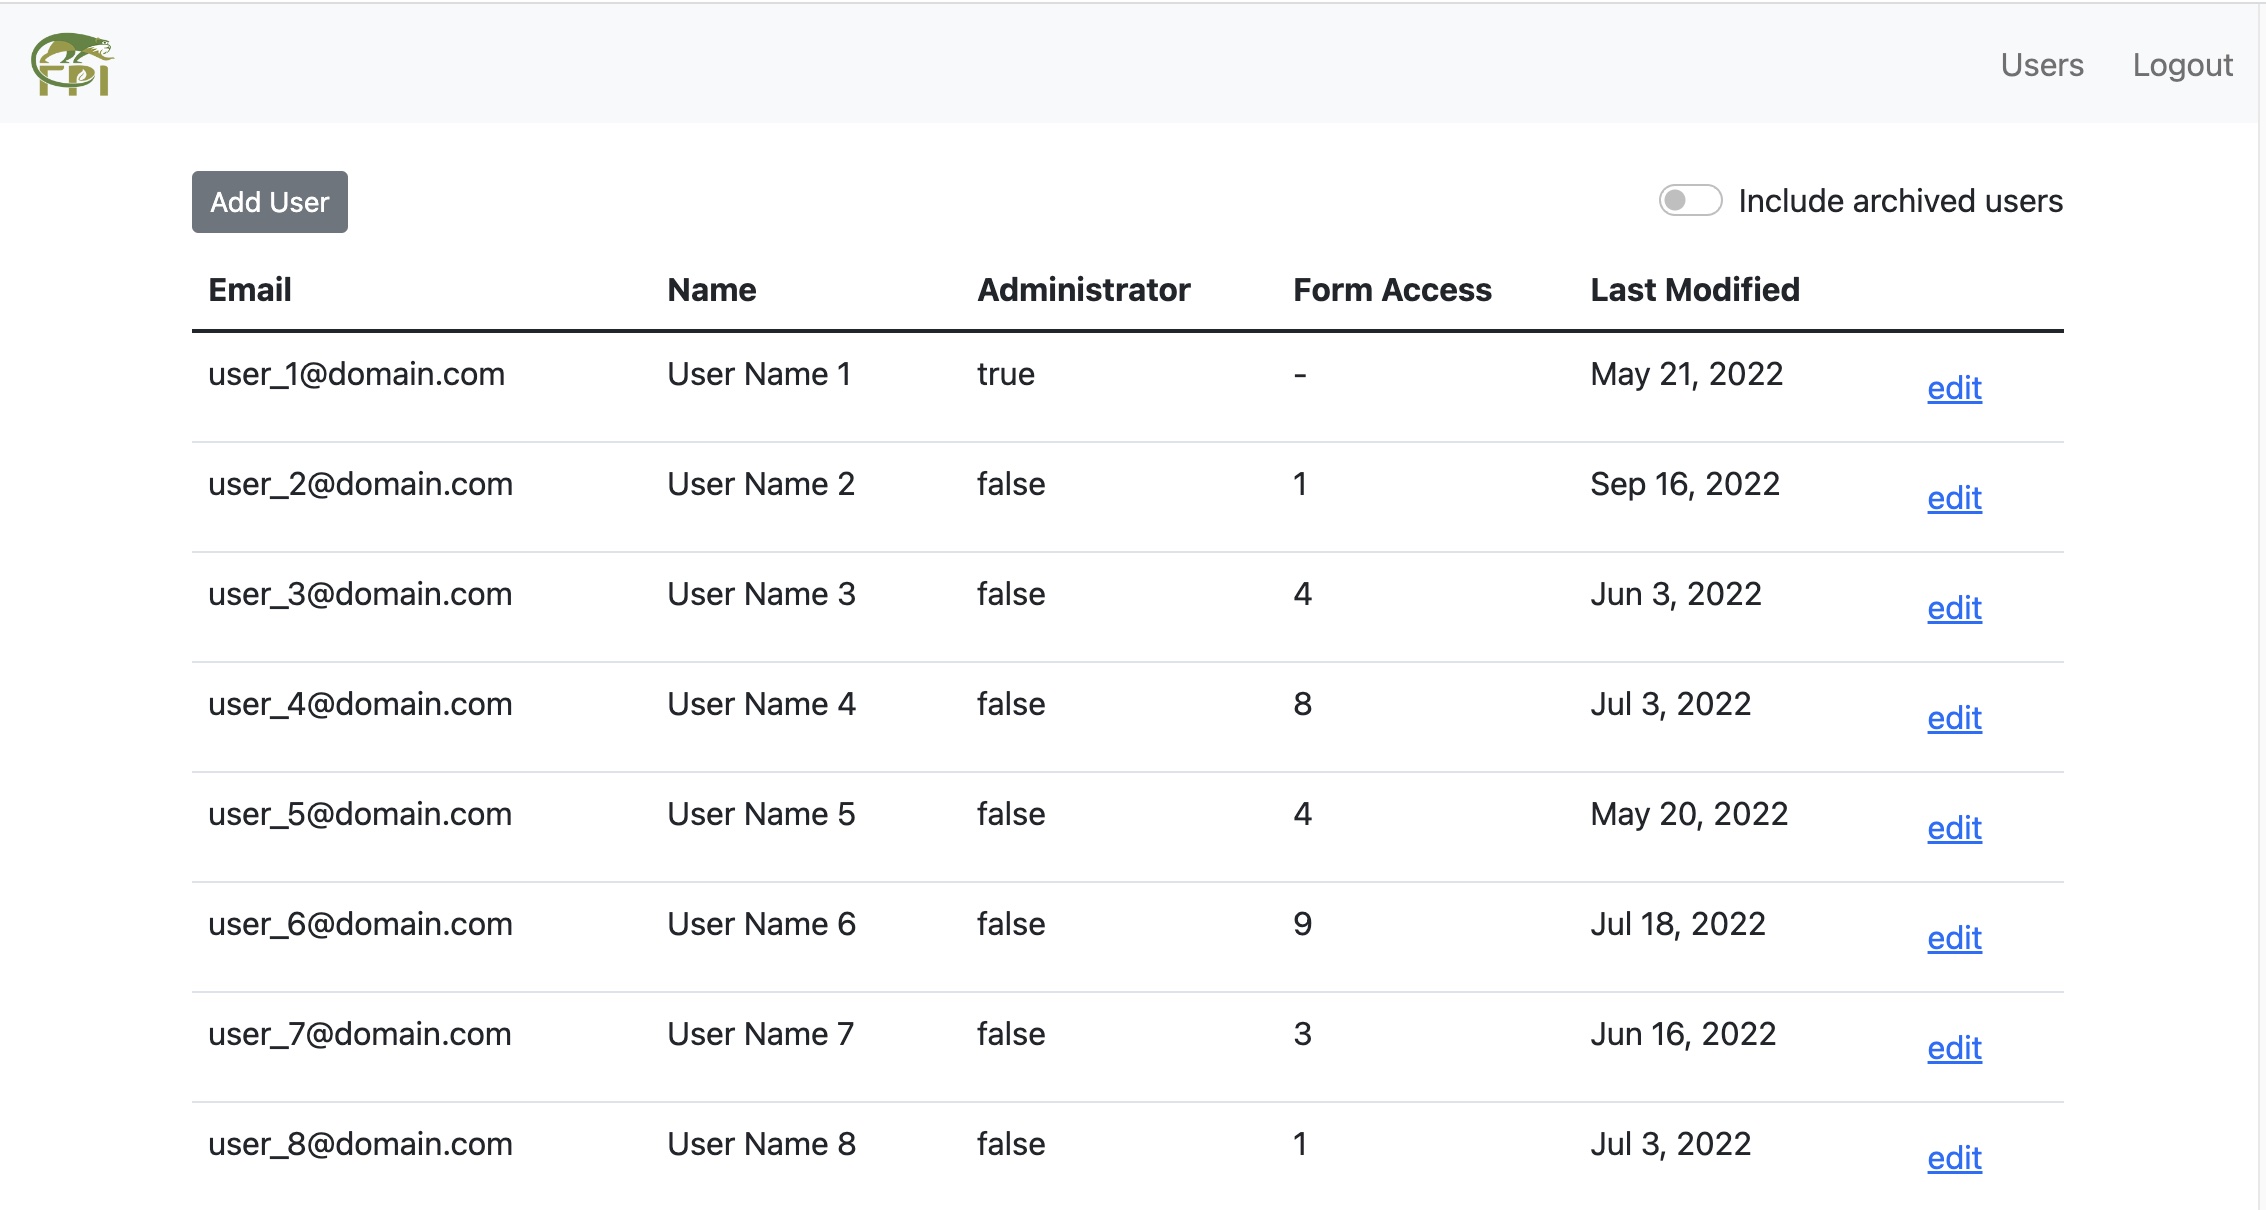 FPI
Users Logout
Add User
Include archived users
Email Name Administrator Form Access Last Modified
user_1@domain.com User Name 1 true - May 21, 2022 edit
user_2@domain.com User Name 2 false 1 Sep 16, 2022 edit
user_3@domain.com User Name 3 false 4 Jun 3, 2022 edit
user_4@domain.com User Name 4 false 8 Jul 3, 2022 edit
user_5@domain.com User Name 5 false 4 May 20, 2022 edit
user_6@domain.com User Name 6 false 9 Jul 18, 2022 edit
user_7@domain.com User Name 7 false 3 Jun 16, 2022 edit
user_8@domain.com User Name 8 false 1 Jul 3, 2022 edit